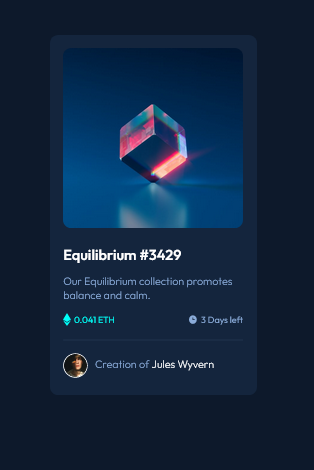 Equilibrium #3429
Our Equilibrium collection promotes
balance and calm.
0.041 ETH
3 Days left
Creation of Jules Wyvern